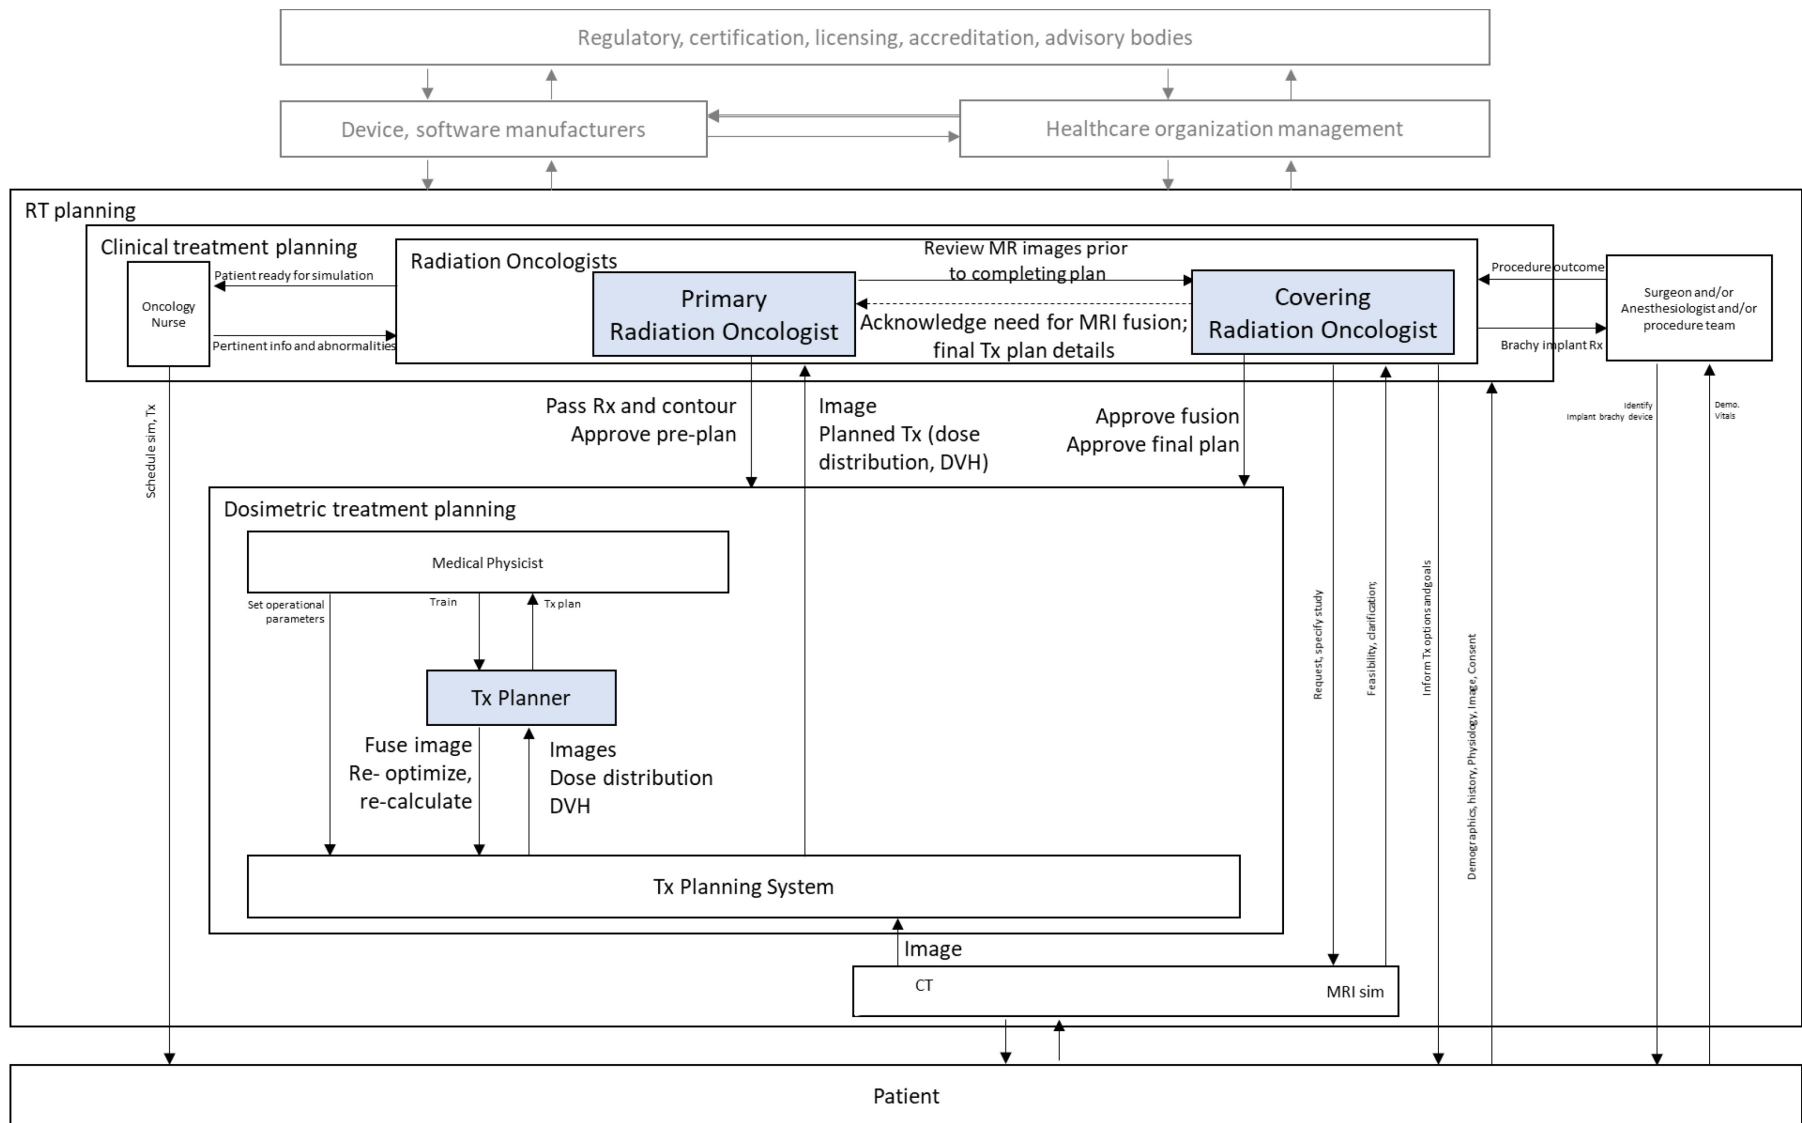 Regulatory, certification, licensing, accreditation, advisory bodies
Device, software manufacturers
Healthcare organization management
RT planning
Clinical treatment planning
Oncology
Nurse
Patient ready for simulation
Pertinent info and abnormalities
Radiation Oncologists
Primary
Radiation Oncologist
Review MR images prior
to completing plan
Acknowledge need for MRI fusion;
final Tx plan details
Covering
Radiation Oncologist
Procedure outcome
Brachy implant Rx
Surgeon and/or
Anesthesiologist and/or
procedure team
Schedule sim, Tx
Pass Rx and contour
Approve pre-plan
Image
Planned Tx (dose
distribution, DVH)
Approve fusion
Approve final plan
Identify
Implant brachy device
Demo.
Vitals
Dosimetric treatment planning
Medical Physicist
Set operational
parameters
Train
Tx plan
Tx Planner
Fuse image
Re- optimize,
re-calculate
Images
Dose distribution
DVH
Tx Planning System
Request, specify study
Feasibility, clarification;
Inform Tx options and goals
Demographics, history, Physiology, Image, Consent
Image
CT
MRI sim
Patient